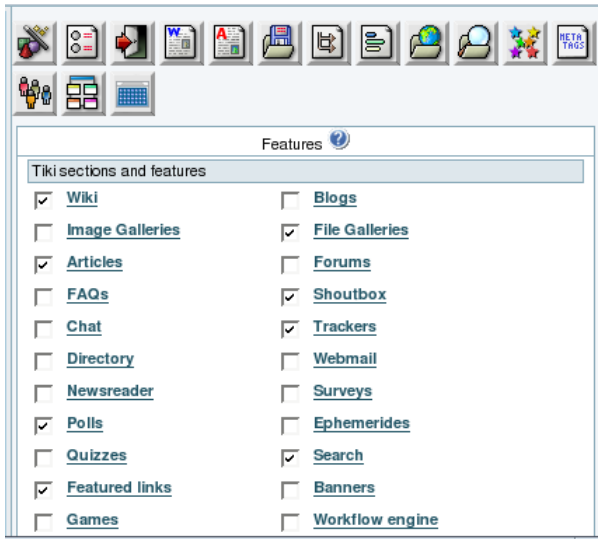 META
TAGS
Features
Tiki sections and features
Wiki Blogs
Image Galleries File Galleries
Articles Forums
FAQs Shoutbox
Chat Trackers
Directory Webmail
Newsreader Surveys
Polls Ephemerides
Quizzes Search
Featured links Banners
Games Workflow engine